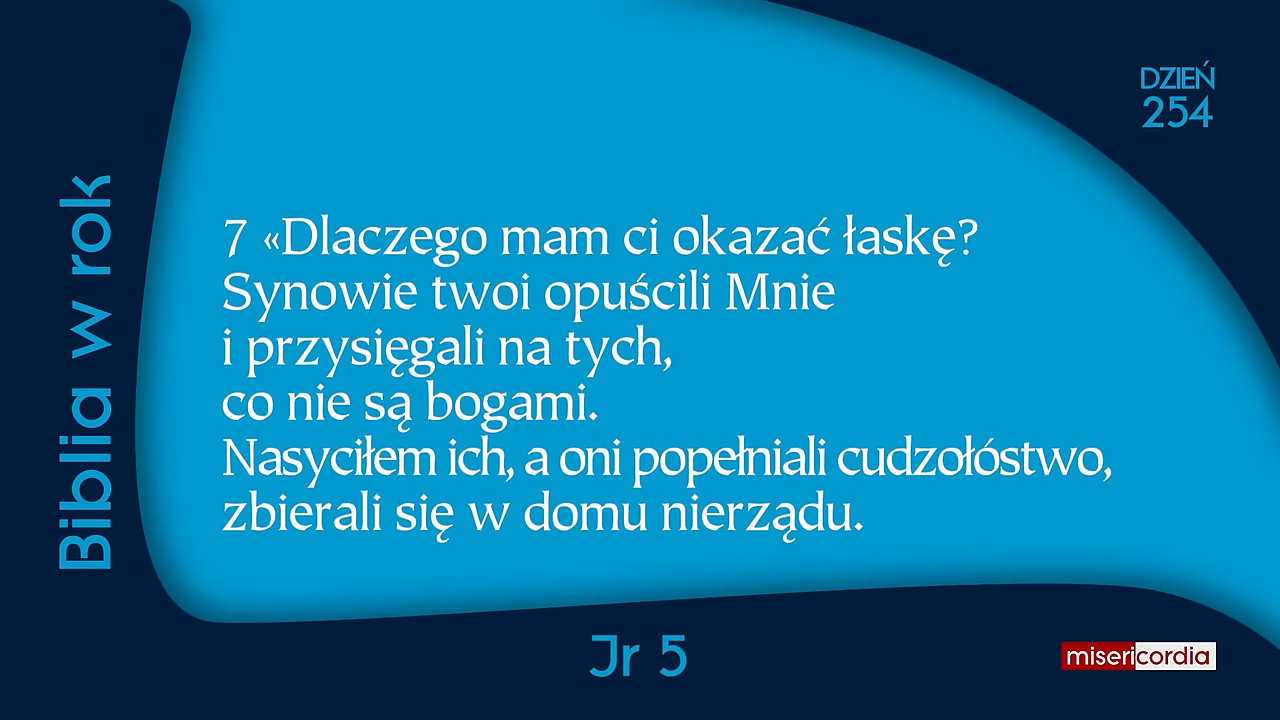 DZIEŃ
254
Biblia w rok
7 «Dlaczego mam ci okazać łaskę?
Synowie twoi opuścili Mnie
i przysięgali na tych,
co nie są bogami.
Nasyciłem ich, a oni popełniali cudzołóstwo,
zbierali się w domu nierządu.
Jr 5
misericordia